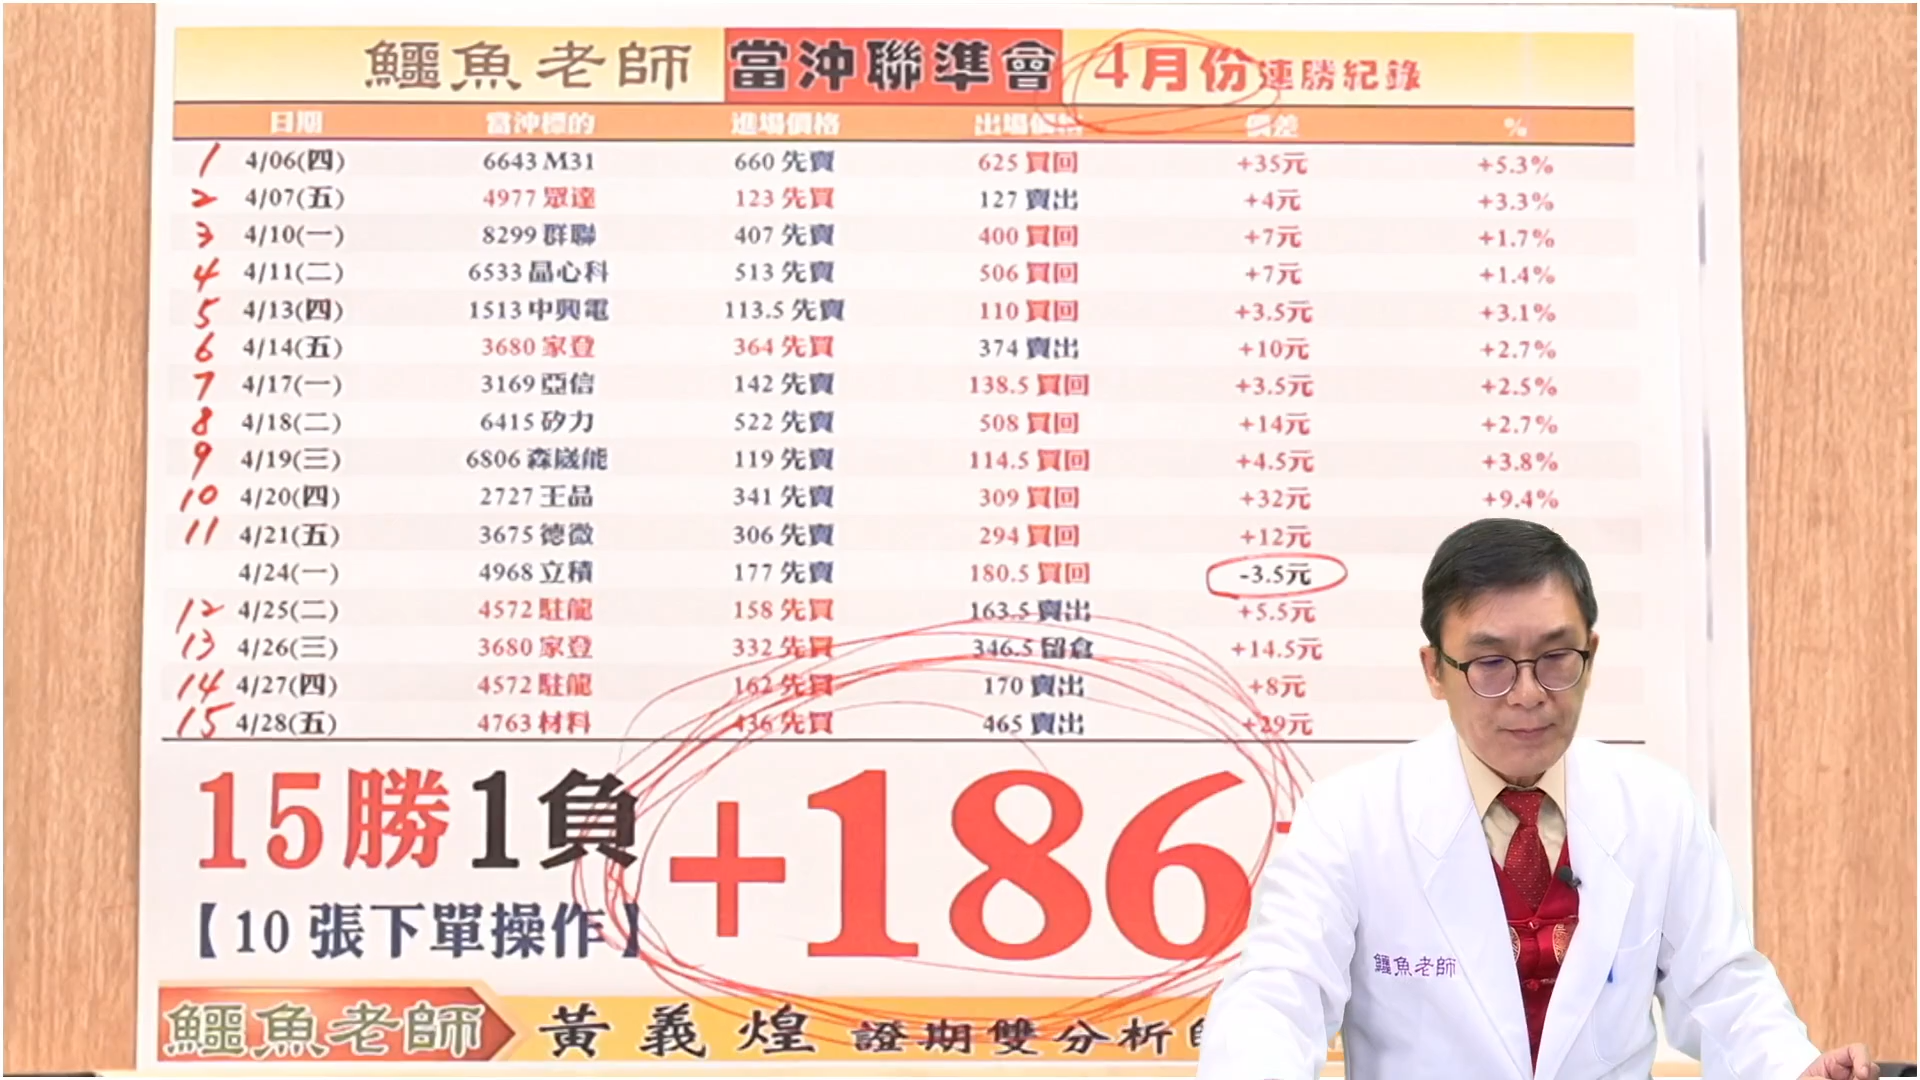 鱷魚老師 當沖聯準會 4月份連勝紀錄
日期 當沖標的 進場價格 出場價格 價差 %
1 4/06(四) 6643 M31 660 先賣 625 買回 +35元 +5.3%
2 4/07(五) 4977 眾達 123 先買 127 賣出 +4元 +3.3%
3 4/10(一) 8299 群聯 407 先賣 400 買回 +7元 +1.7%
4 4/11(二) 6533 晶心科 513 先賣 506 買回 +7元 +1.4%
5 4/13(四) 1513 中興電 113.5 先賣 110 買回 +3.5元 +3.1%
6 4/14(五) 3680 家登 364 先買 374 賣出 +10元 +2.7%
7 4/17(一) 3169 亞信 142 先賣 138.5 買回 +3.5元 +2.5%
8 4/18(二) 6415 矽力 522 先賣 508 買回 +14元 +2.7%
9 4/19(三) 6806 森崴能 119 先賣 114.5 買回 +4.5元 +3.8%
10 4/20(四) 2727 王品 341 先賣 309 買回 +32元 +9.4%
11 4/21(五) 3675 德微 306 先賣 294 買回 +12元
4/24(一) 4968 立積 177 先賣 180.5 買回 -3.5元
12 4/25(二) 4572 駐龍 158 先買 163.5 賣出 +5.5元
13 4/26(三) 3680 家登 332 先買 346.5 留倉 +14.5元
14 4/27(四) 4572 駐龍 162 先買 170 賣出 +8元
15 4/28(五) 4763 材料 436 先買 465 賣出 +29元
15勝1負 +186
【10 張下單操作】
鱷魚老師 黃義煌 證期雙分析
鱷魚老師